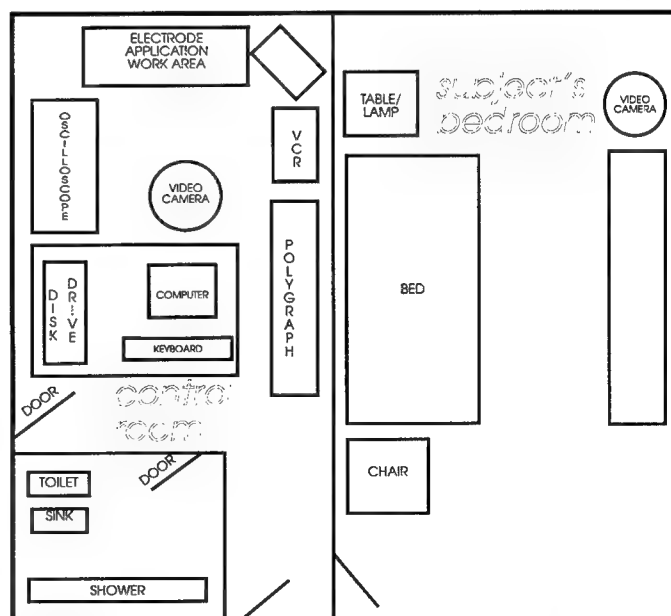 ELECTRODE
APPLICATION
WORK AREA
OSCILLOSCOPE
VIDEO
CAMERA
VCR
POLYGRAPH
DISK
DRIVE
COMPUTER
KEYBOARD
DOOR
control
room
DOOR
TOILET
SINK
SHOWER
TABLE/
LAMP
subject's
bedroom
VIDEO
CAMERA
BED
CHAIR